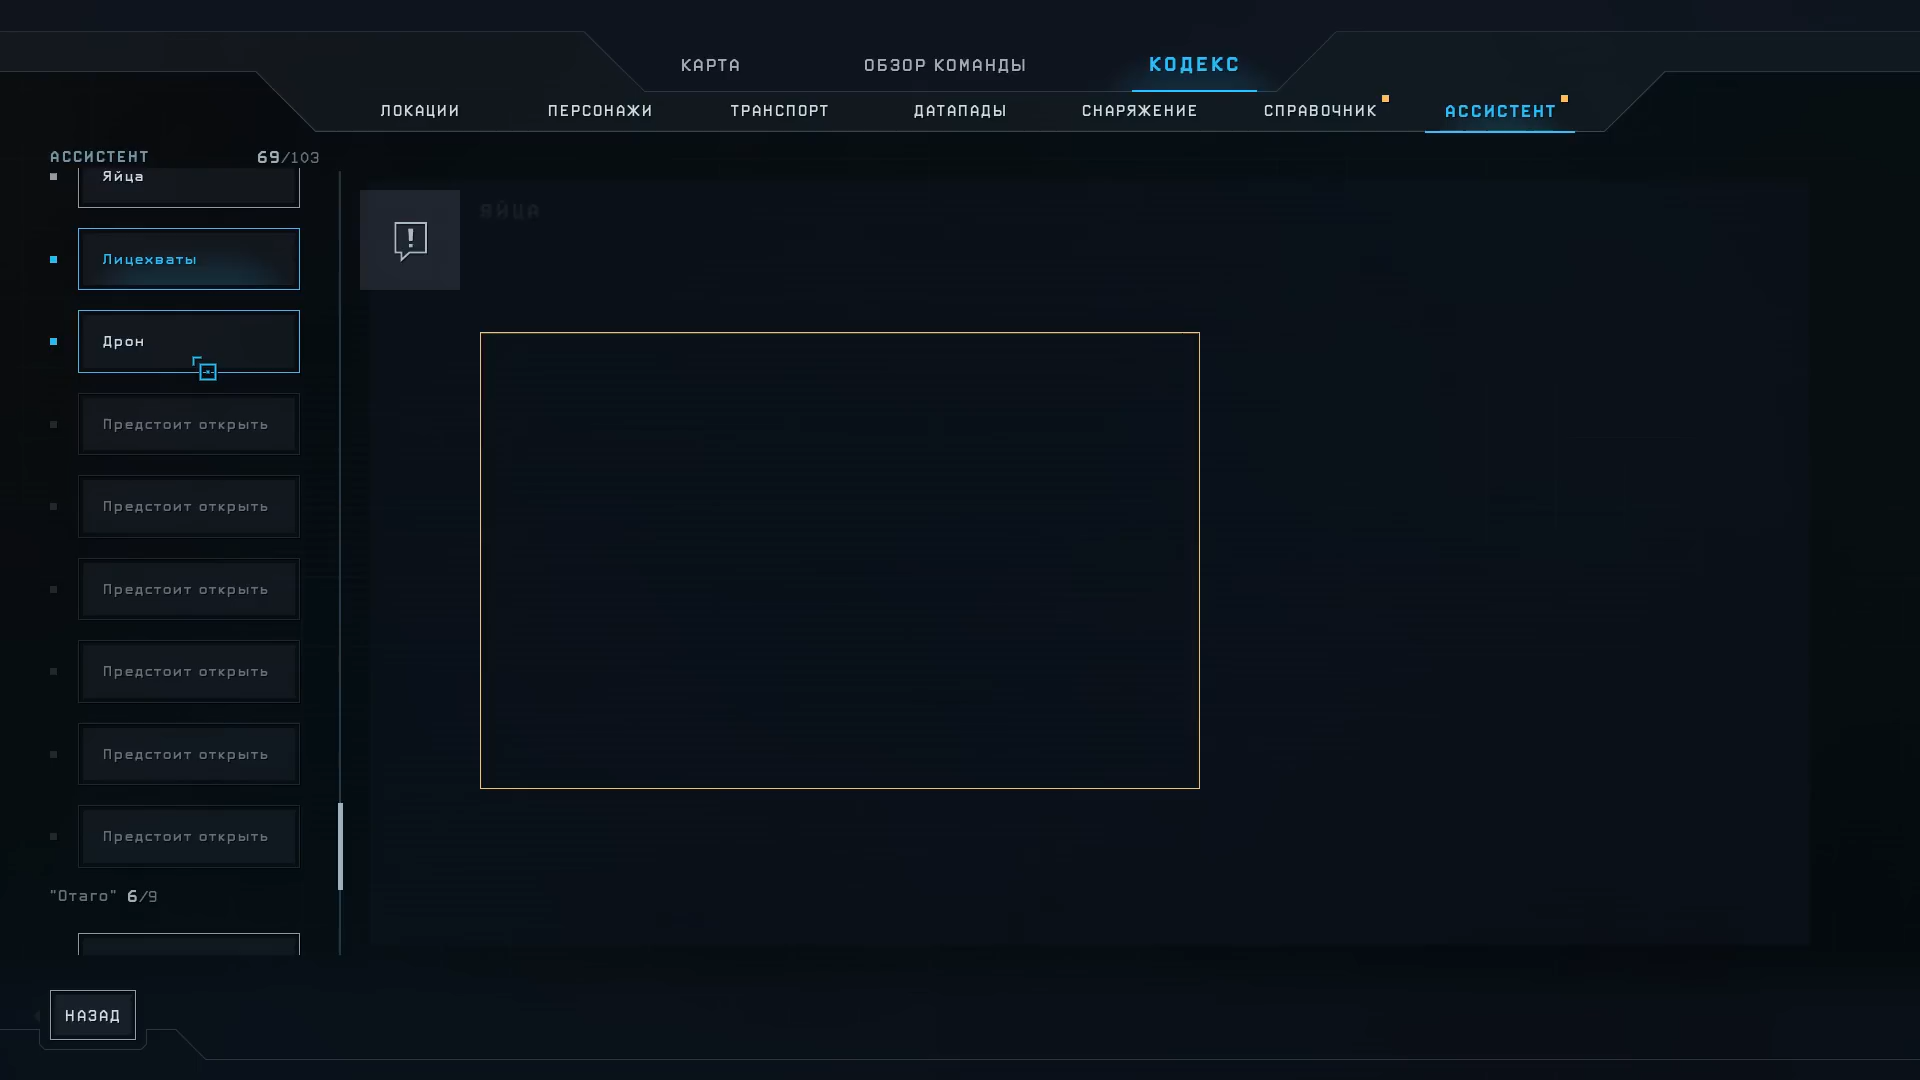 КАРТА
ОБЗОР КОМАНДЫ
КОДЕКС
ЛОКАЦИИ
ПЕРСОНАЖИ
ТРАНСПОРТ
ДАТАПАДЫ
СНАРЯЖЕНИЕ
СПРАВОЧНИК
АССИСТЕНТ
АССИСТЕНТ 69/103
Яйца
Лицехваты
Дрон
Предстоит открыть
Предстоит открыть
Предстоит открыть
Предстоит открыть
Предстоит открыть
Предстоит открыть
"Отаго" 6/9
ЯЙЦА
НАЗАД